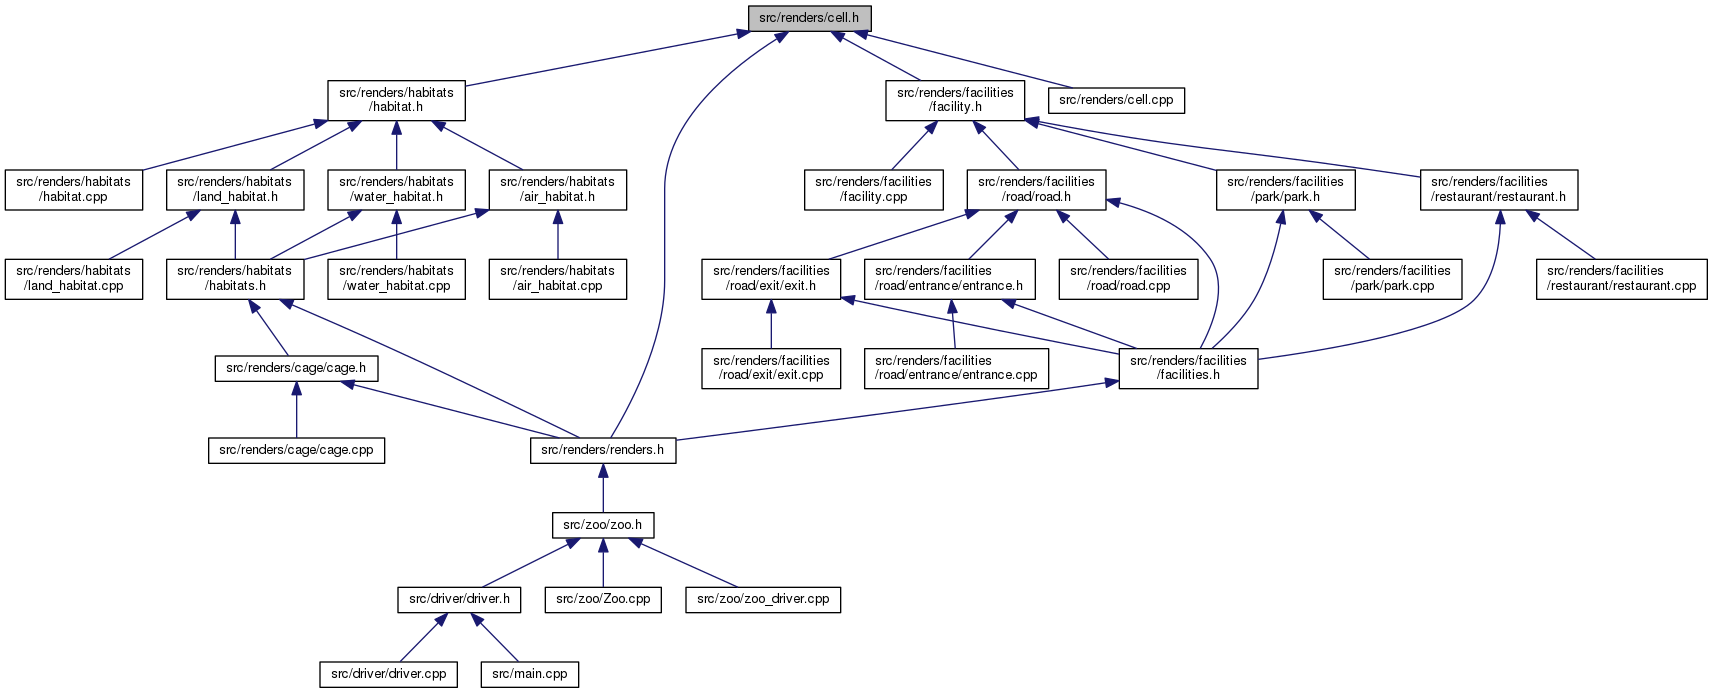 src/renders/cell.h
src/renders/habitats
/habitat.h
src/renders/facilities
/facility.h
src/renders/cell.cpp
src/renders/habitats
/habitat.cpp
src/renders/habitats
/land_habitat.h
src/renders/habitats
/water_habitat.h
src/renders/habitats
/air_habitat.h
src/renders/facilities
/facility.cpp
src/renders/facilities
/road/road.h
src/renders/facilities
/park/park.h
src/renders/facilities
/restaurant/restaurant.h
src/renders/habitats
/land_habitat.cpp
src/renders/habitats
/habitats.h
src/renders/habitats
/water_habitat.cpp
src/renders/habitats
/air_habitat.cpp
src/renders/facilities
/road/exit/exit.h
src/renders/facilities
/road/entrance/entrance.h
src/renders/facilities
/road/road.cpp
src/renders/facilities
/park/park.cpp
src/renders/facilities
/restaurant/restaurant.cpp
src/renders/cage/cage.h
src/renders/facilities
/road/exit/exit.cpp
src/renders/facilities
/road/entrance/entrance.cpp
src/renders/facilities
/facilities.h
src/renders/cage/cage.cpp
src/renders/renders.h
src/zoo/zoo.h
src/driver/driver.h
src/zoo/Zoo.cpp
src/zoo/zoo_driver.cpp
src/driver/driver.cpp
src/main.cpp